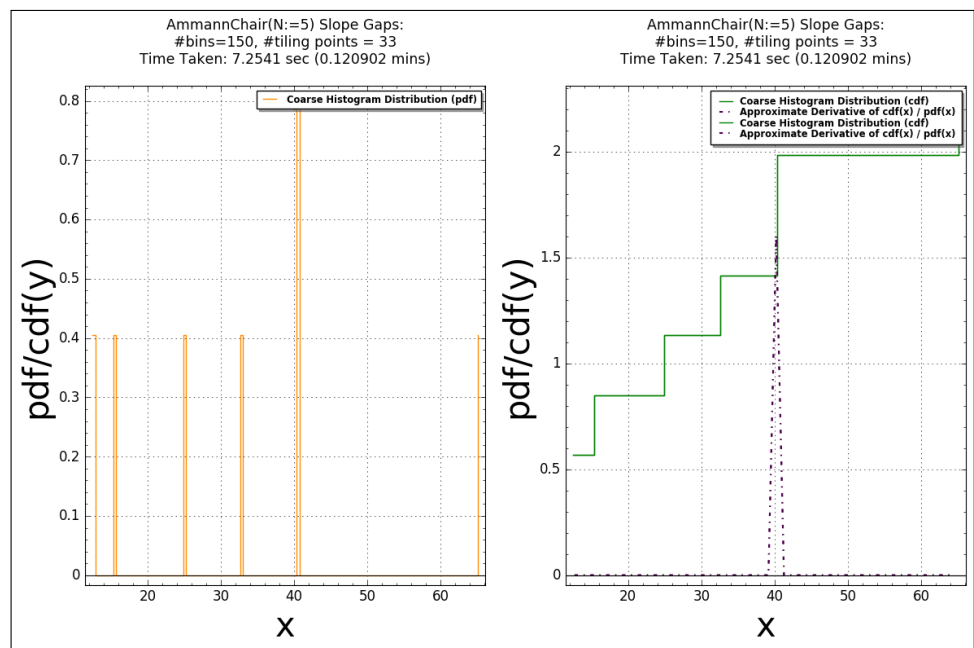 AmmannChair(N:=5) Slope Gaps:
#bins=150, #tiling points = 33
Time Taken: 7.2541 sec (0.120902 mins)
Coarse Histogram Distribution (pdf)
pdf/cdf(y)
0.8
0.7
0.6
0.5
0.4
0.3
0.2
0.1
0
20 30 40 50 60
x
AmmannChair(N:=5) Slope Gaps:
#bins=150, #tiling points = 33
Time Taken: 7.2541 sec (0.120902 mins)
Coarse Histogram Distribution (cdf)
Approximate Derivative of cdf(x) / pdf(x)
Coarse Histogram Distribution (cdf)
Approximate Derivative of cdf(x) / pdf(x)
pdf/cdf(y)
2
1.5
1
0.5
0
20 30 40 50 60
x